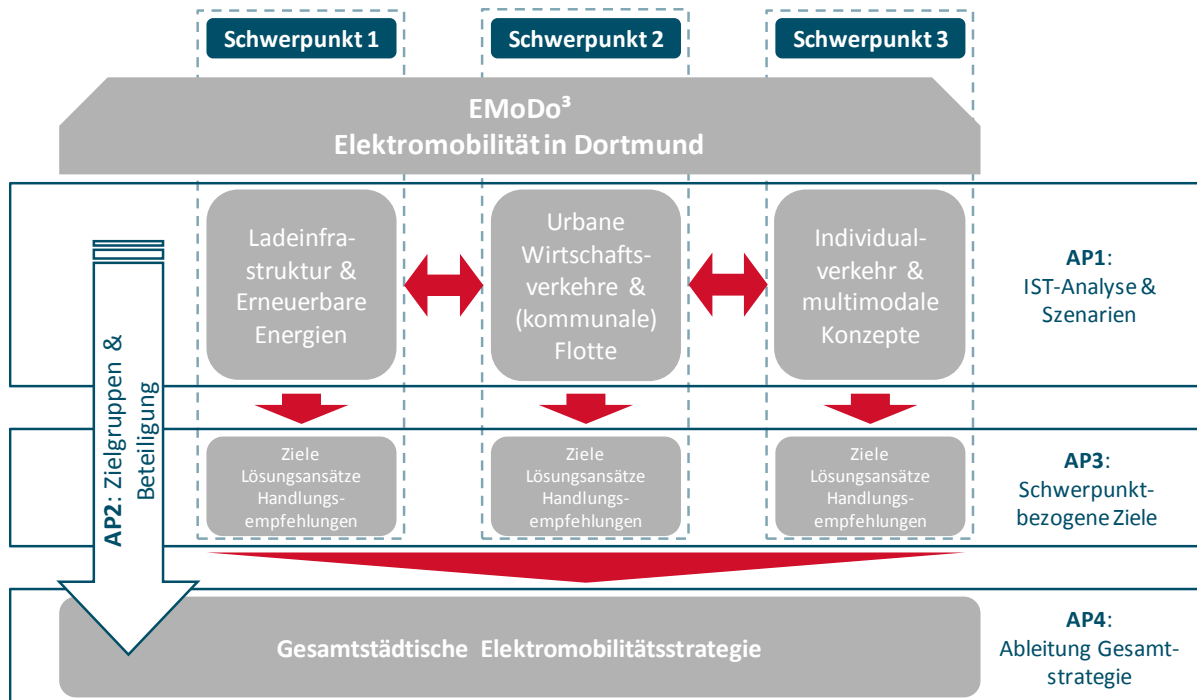 Schwerpunkt 1
Schwerpunkt 2
Schwerpunkt 3
EMoDo³
Elektromobilität in Dortmund
Ladeinfra-
struktur &
Erneuerbare
Energien
Urbane
Wirtschafts-
verkehre &
(kommunale)
Flotte
Individual-
verkehr &
multimodale
Konzepte
AP1:
IST-Analyse &
Szenarien
AP2: Zielgruppen &
Beteiligung
Ziele
Lösungsansätze
Handlungs-
empfehlungen
Ziele
Lösungsansätze
Handlungs-
empfehlungen
Ziele
Lösungsansätze
Handlungs-
empfehlungen
AP3:
Schwerpunkt-
bezogene Ziele
Gesamtstädtische Elektromobilitätsstrategie
AP4:
Ableitung Gesamt-
strategie